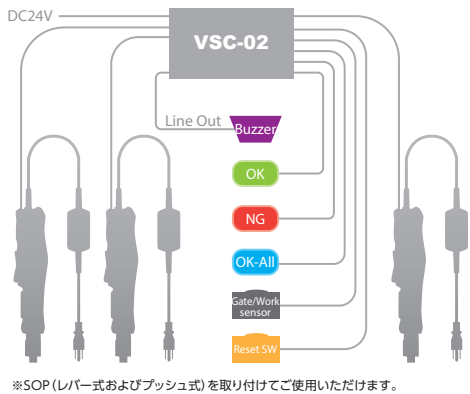 DC24V
VSC-02
Line Out
Buzzer
OK
NG
OK-All
Gate/Work
sensor
Reset SW
※SOP(レバー式およびプッシュ式)を取り付けてご使用いただけます。